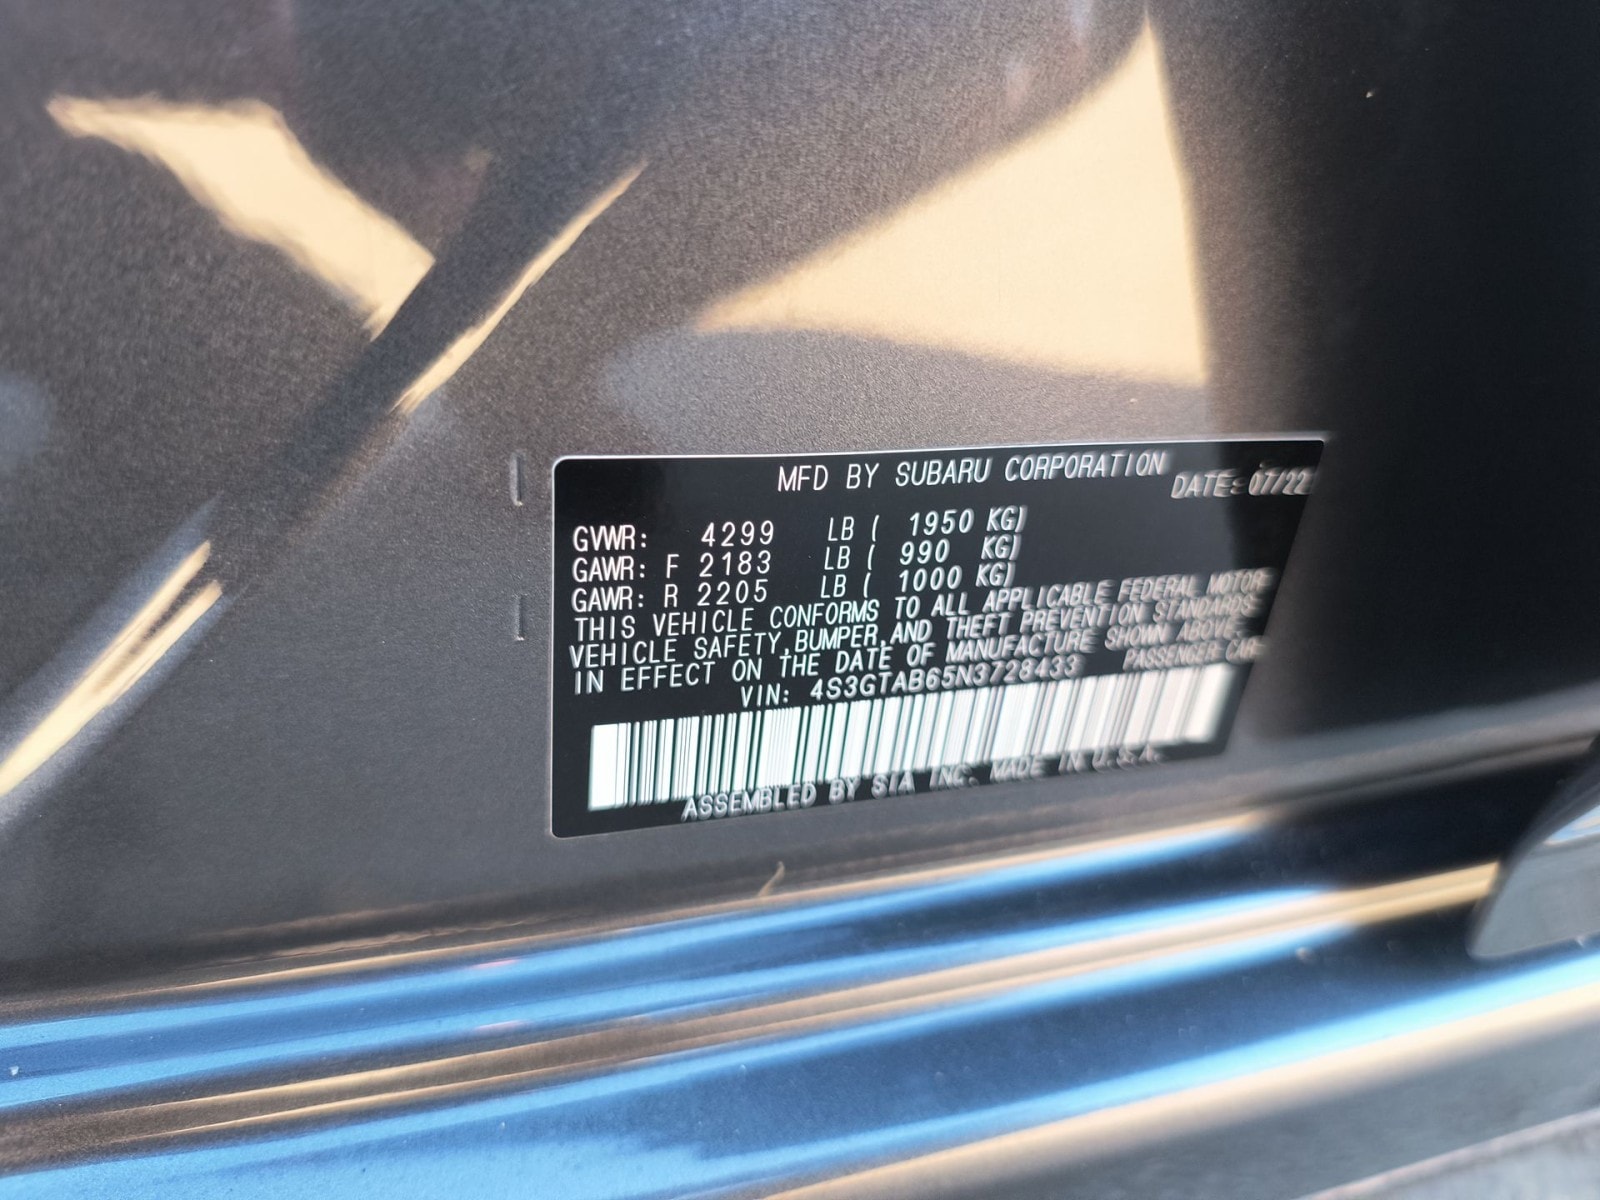 MFD BY SUBARU CORPORATION DATE: 07/22
GVWR: 4299 LB ( 1950 KG)
GAWR: F 2183 LB ( 990 KG)
GAWR: R 2205 LB ( 1000 KG)
THIS VEHICLE CONFORMS TO ALL APPLICABLE FEDERAL MOTOR
VEHICLE SAFETY,BUMPER,AND THEFT PREVENTION STANDARDS
IN EFFECT ON THE DATE OF MANUFACTURE SHOWN ABOVE.
VIN: 4S3GTAB65N3728433 PASSENGER CAR
ASSEMBLED BY SIA INC. MADE IN U.S.A.